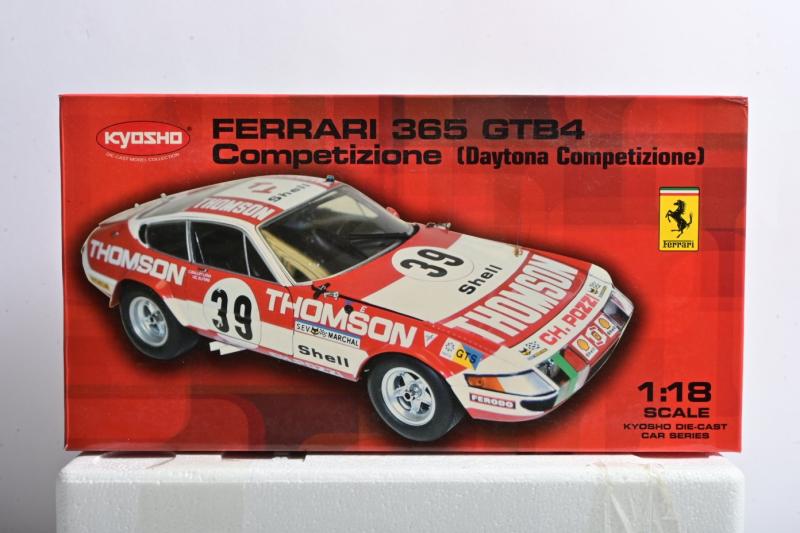 KYOSHO
DIE-CAST MODEL COLLECTION
FERRARI 365 GTB4
Competizione (Daytona Competizione)
Ferrari
Shell
THOMSON
THOMSON
39
THOMSON
39
Shell
THOMSON
CH. POZZI
SEV MARCHAL
Shell
GTS
FERODO
1:18
SCALE
KYOSHO DIE-CAST
CAR SERIES